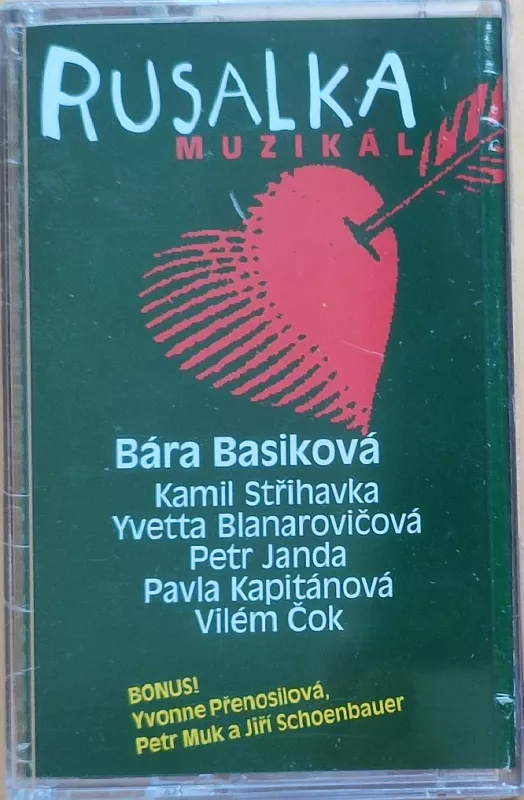 RUSALKA
MUZIKÁL
Bára Basiková
Kamil Střihavka
Yvetta Blanarovičová
Petr Janda
Pavla Kapitánová
Vilém Čok
BONUS!
Yvonne Přenosilová,
Petr Muk a Jiří Schoenbauer